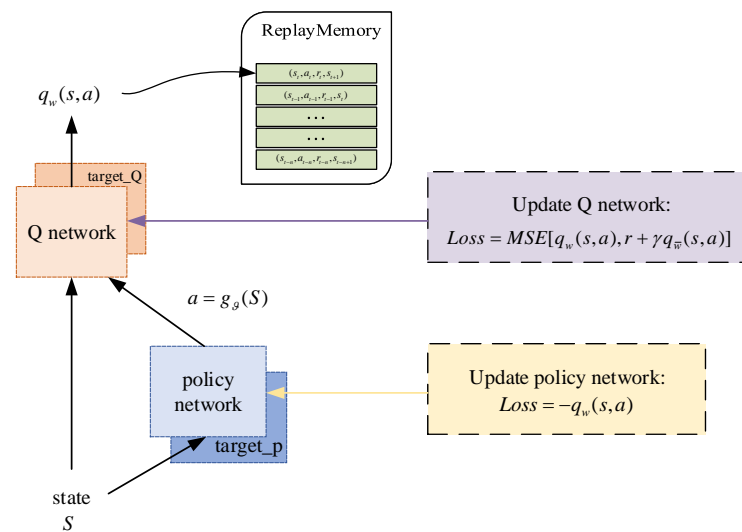 ReplayMemory
(s_t, a_t, r_t, s_{t+1})
(s_{t-1}, a_{t-1}, r_{t-1}, s_t)
...
...
(s_{t-a}, a_{t-a}, r_{t-a}, s_{t-a+1})
q_w(s,a)
target_Q
Q network
Update Q network:
Loss = MSE[q_w(s,a), r + γq_{w̅}(s,a)]
a = g_ϑ(S)
policy
network
target_p
Update policy network:
Loss = −q_w(s,a)
state
S